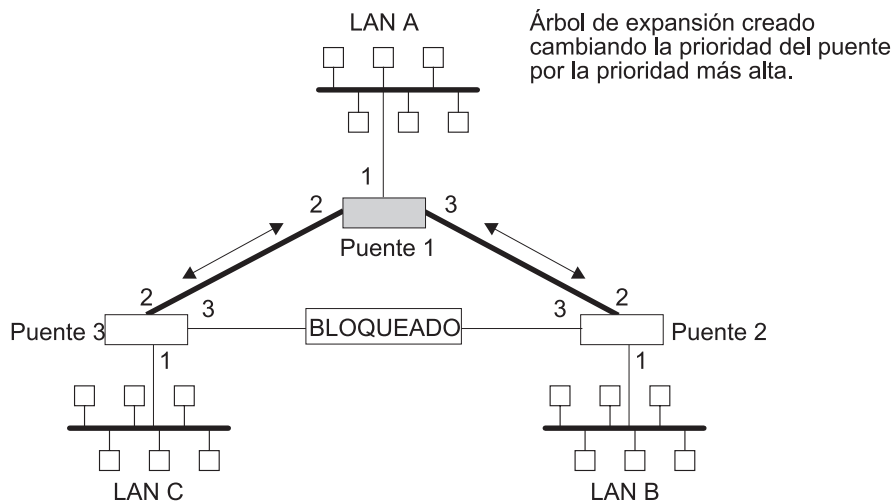 LAN A
Árbol de expansión creado
cambiando la prioridad del puente
por la prioridad más alta.
1
2
3
Puente 1
2
3
3
2
Puente 3
BLOQUEADO
Puente 2
1
1
LAN C
LAN B